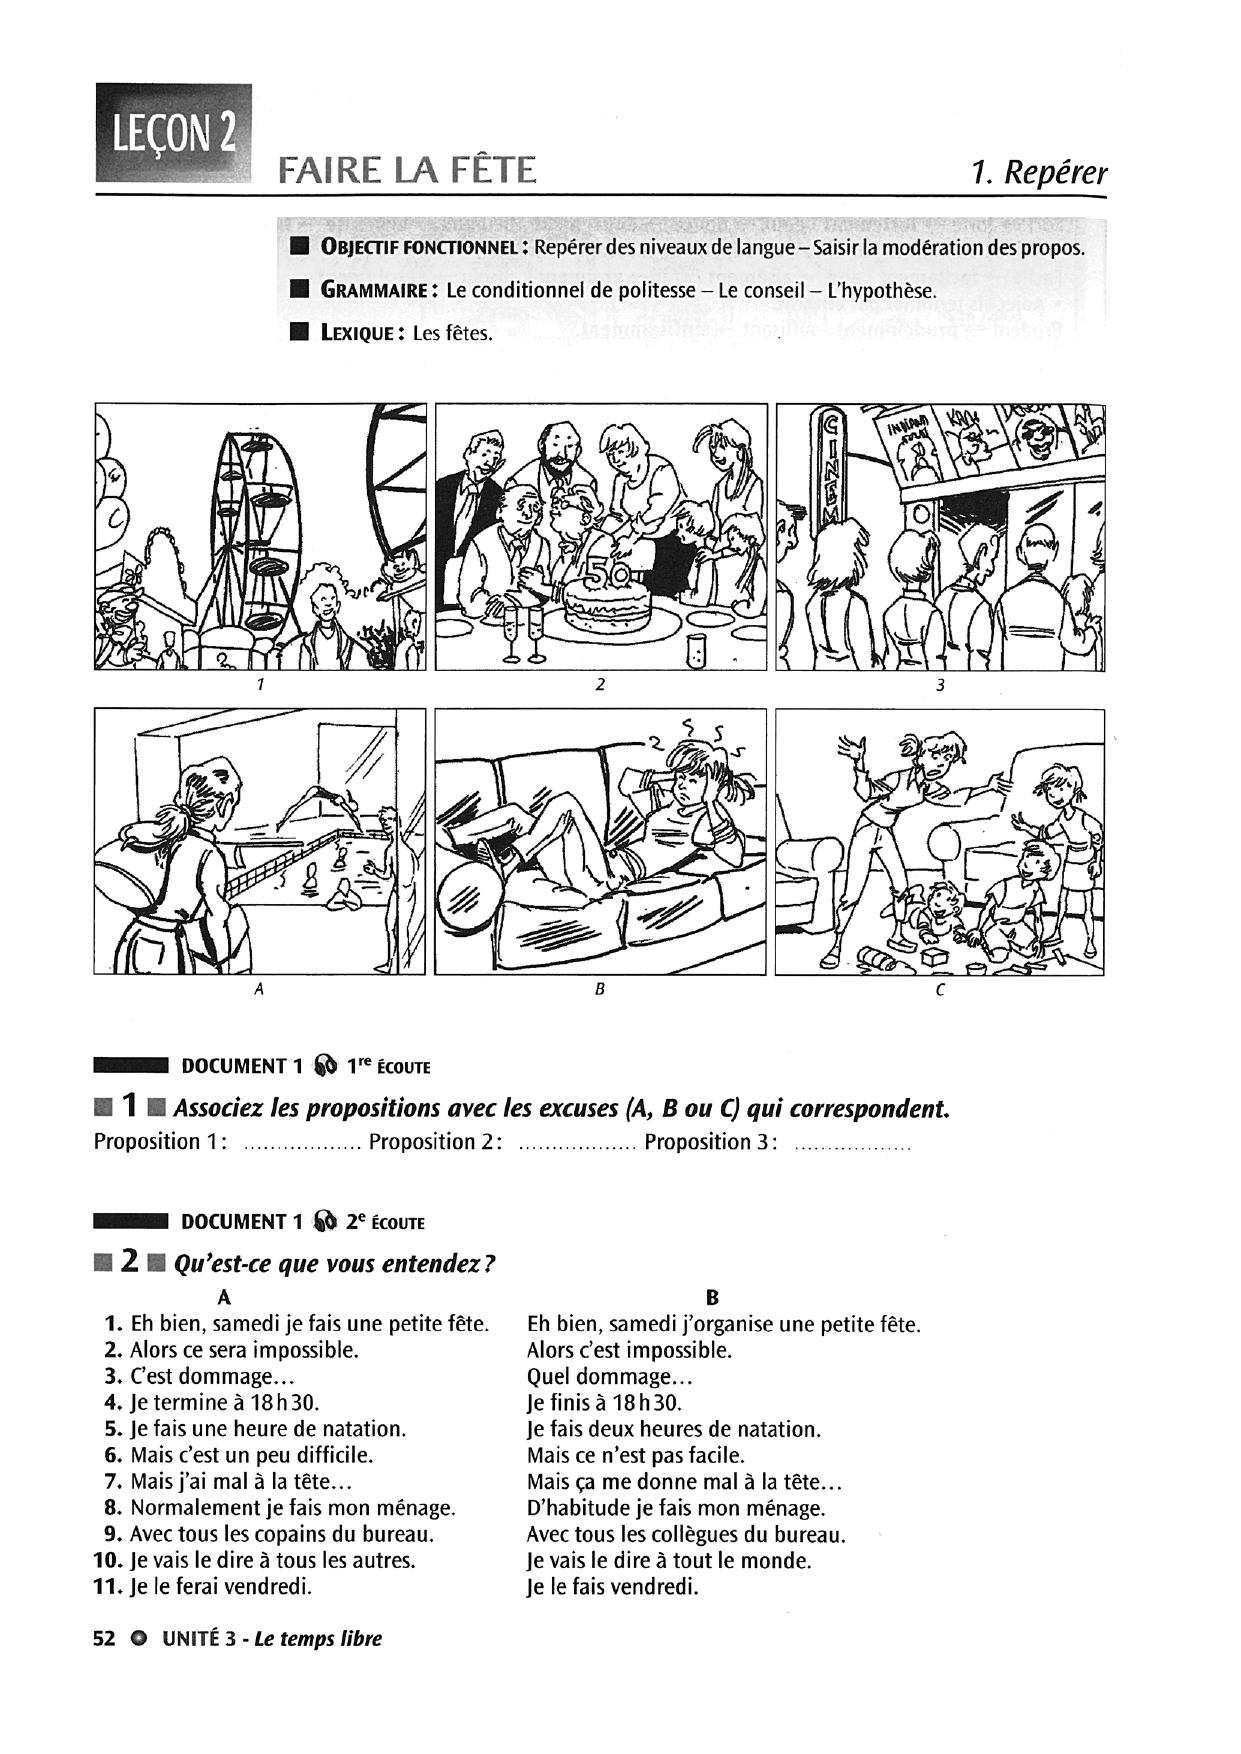 LEÇON 2
FAIRE LA FÊTE
1. Repérer
■ OBJECTIF FONCTIONNEL : Repérer des niveaux de langue – Saisir la modération des propos.
■ GRAMMAIRE : Le conditionnel de politesse – Le conseil – L'hypothèse.
■ LEXIQUE : Les fêtes.
CINEM
50
1
2
3
A
B
C
DOCUMENT 1 1re ÉCOUTE
■ 1 ■ Associez les propositions avec les excuses (A, B ou C) qui correspondent.
Proposition 1 : .................. Proposition 2 : .................. Proposition 3 : ..................
DOCUMENT 1 2e ÉCOUTE
■ 2 ■ Qu'est-ce que vous entendez ?
A B
1. Eh bien, samedi je fais une petite fête. Eh bien, samedi j'organise une petite fête.
2. Alors ce sera impossible. Alors c'est impossible.
3. C'est dommage... Quel dommage...
4. Je termine à 18 h 30. Je finis à 18 h 30.
5. Je fais une heure de natation. Je fais deux heures de natation.
6. Mais c'est un peu difficile. Mais ce n'est pas facile.
7. Mais j'ai mal à la tête... Mais ça me donne mal à la tête...
8. Normalement je fais mon ménage. D'habitude je fais mon ménage.
9. Avec tous les copains du bureau. Avec tous les collègues du bureau.
10. Je vais le dire à tous les autres. Je vais le dire à tout le monde.
11. Je le ferai vendredi. Je le fais vendredi.
52 ● UNITÉ 3 - Le temps libre